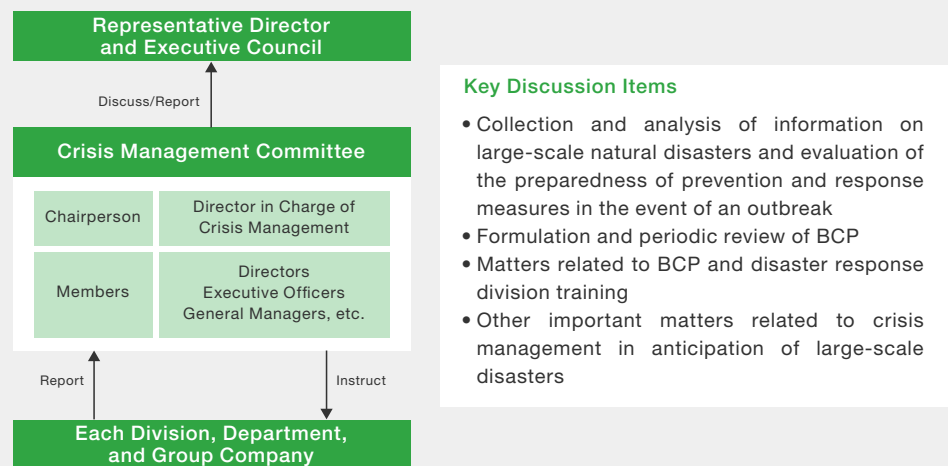 Representative Director
and Executive Council
Discuss/Report
Crisis Management Committee
Chairperson
Director in Charge of
Crisis Management
Members
Directors
Executive Officers
General Managers, etc.
Report
Instruct
Each Division, Department,
and Group Company
Key Discussion Items
• Collection and analysis of information on
large-scale natural disasters and evaluation of
the preparedness of prevention and response
measures in the event of an outbreak
• Formulation and periodic review of BCP
• Matters related to BCP and disaster response
division training
• Other important matters related to crisis
management in anticipation of large-scale
disasters